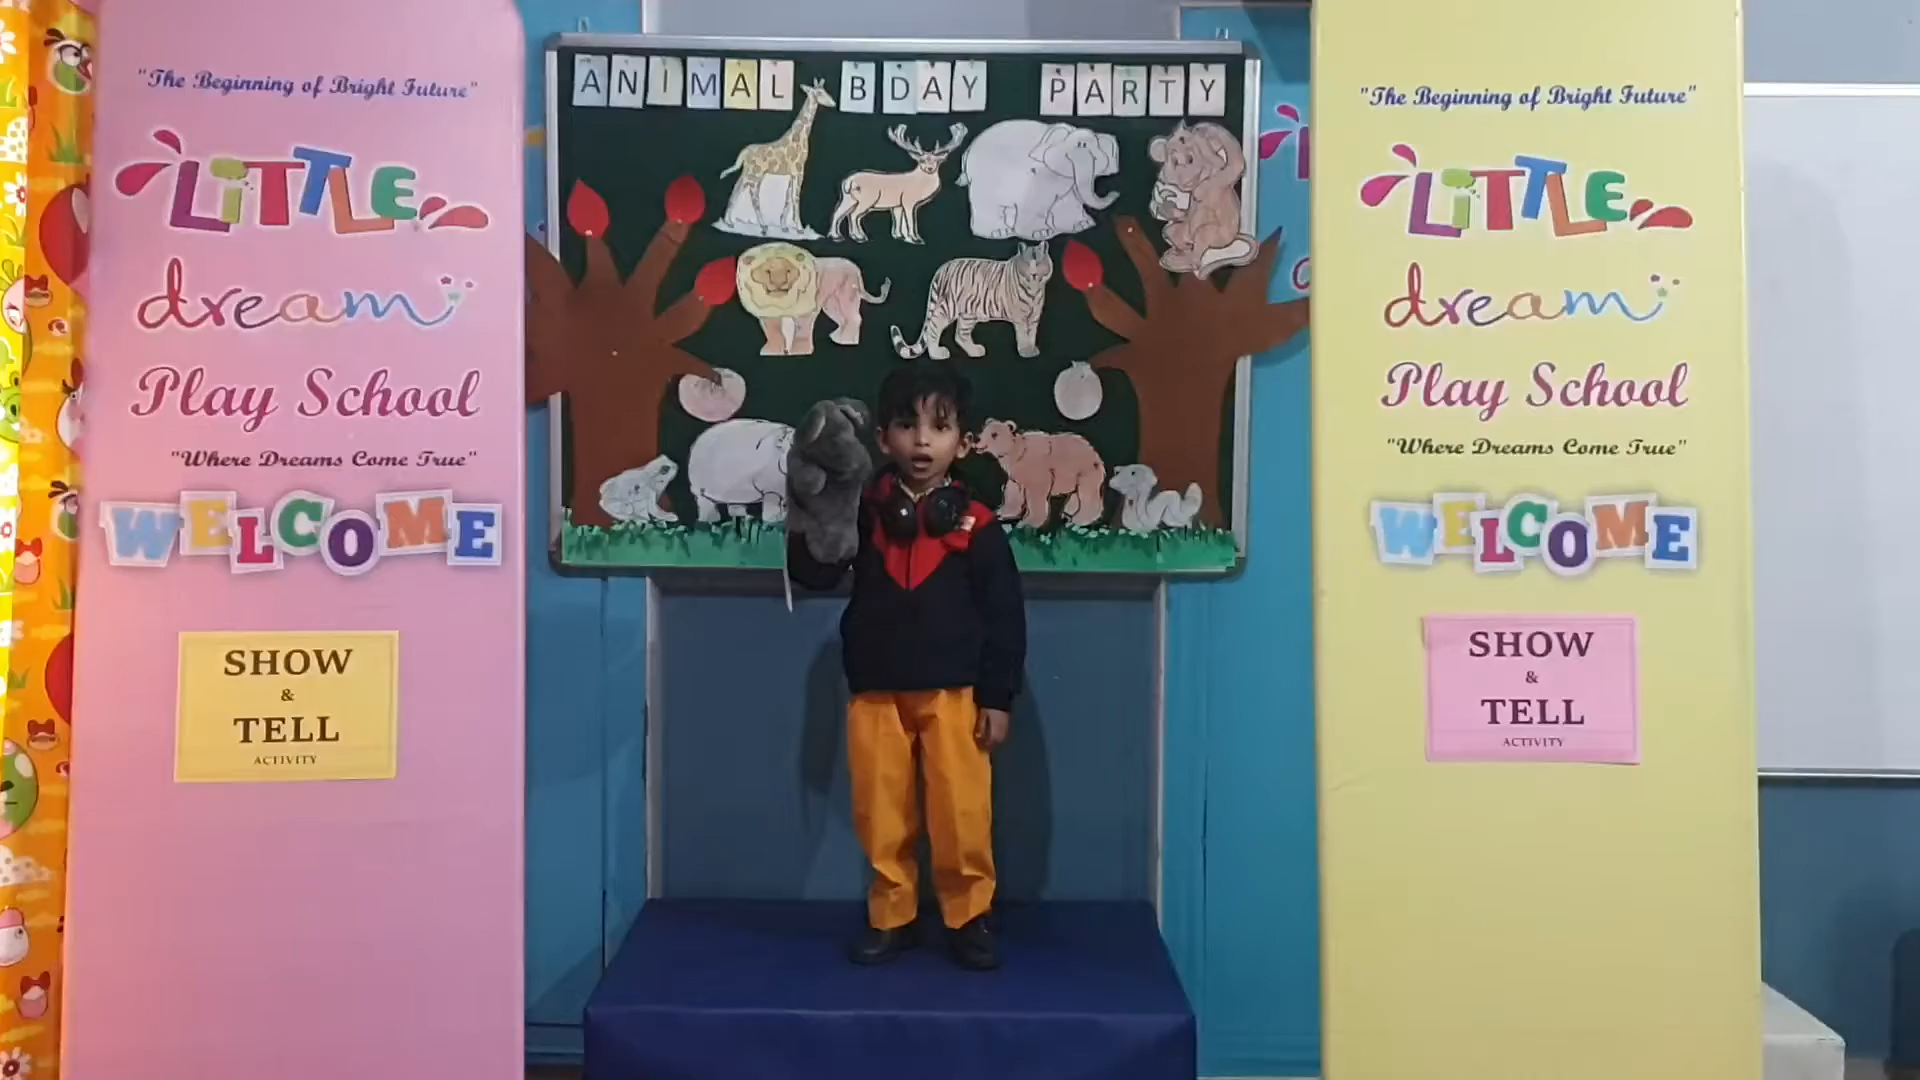 "The Beginning of Bright Future"
LiTTLE
dream
Play School
"Where Dreams Come True"
WELCOME
SHOW
&
TELL
ACTIVITY
ANIMAL BDAY PARTY
"The Beginning of Bright Future"
LiTTLE
dream
Play School
"Where Dreams Come True"
WELCOME
SHOW
&
TELL
ACTIVITY